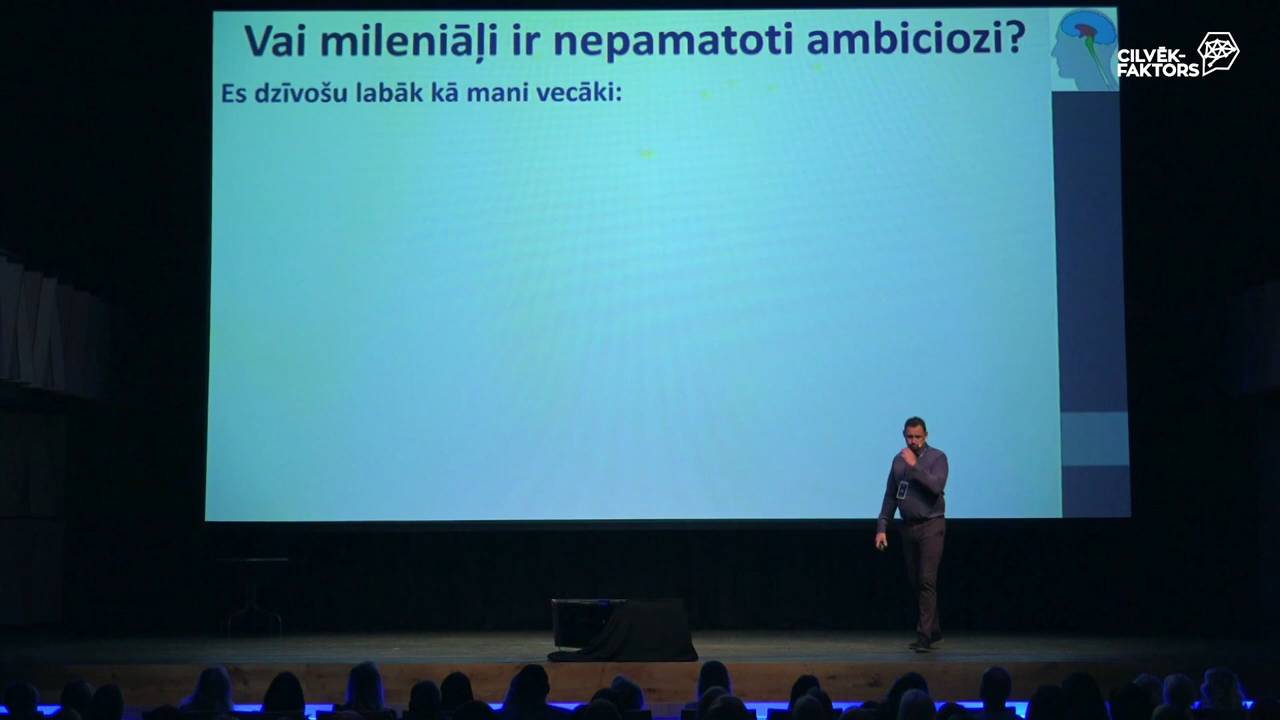 Vai mileniāļi ir nepamatoti ambiciozi?
Es dzīvošu labāk kā mani vecāki:
CILVĒK-
FAKTORS